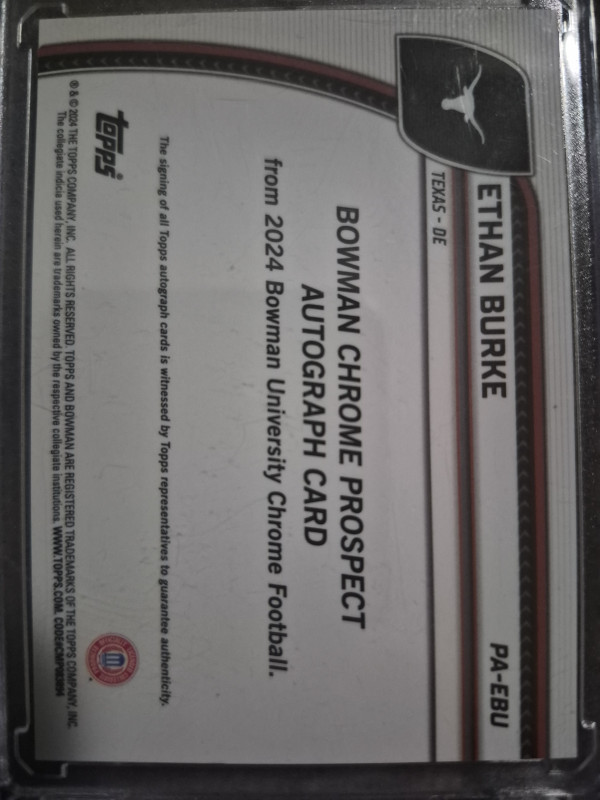 ETHAN BURKE PA-EBU
TEXAS - DE
BOWMAN CHROME PROSPECT
AUTOGRAPH CARD
from 2024 Bowman University Chrome Football.
The signing of all Topps autograph cards is witnessed by Topps representatives to guarantee authenticity.
topps
® & © 2024 THE TOPPS COMPANY, INC. ALL RIGHTS RESERVED. TOPPS AND BOWMAN ARE REGISTERED TRADEMARKS OF THE TOPPS COMPANY, INC.
The collegiate indicia used herein are trademarks owned by the respective collegiate institutions. WWW.TOPPS.COM.